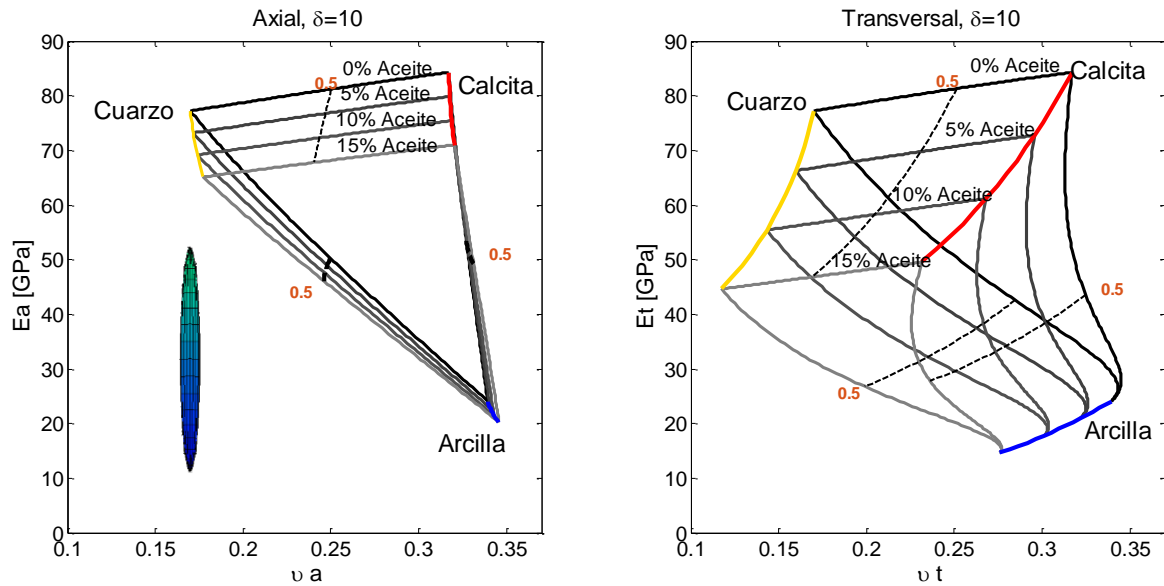 Axial, δ=10
90
80
70
60
50
40
30
20
10
0
Ea [GPa]
0.1
0.15
0.2
0.25
0.3
0.35
υ a
Cuarzo
Calcita
Arcilla
0% Aceite
5% Aceite
10% Aceite
15% Aceite
0.5
0.5
0.5
Transversal, δ=10
90
80
70
60
50
40
30
20
10
0
Et [GPa]
0.1
0.15
0.2
0.25
0.3
0.35
υ t
Cuarzo
Calcita
Arcilla
0% Aceite
5% Aceite
10% Aceite
15% Aceite
0.5
0.5
0.5